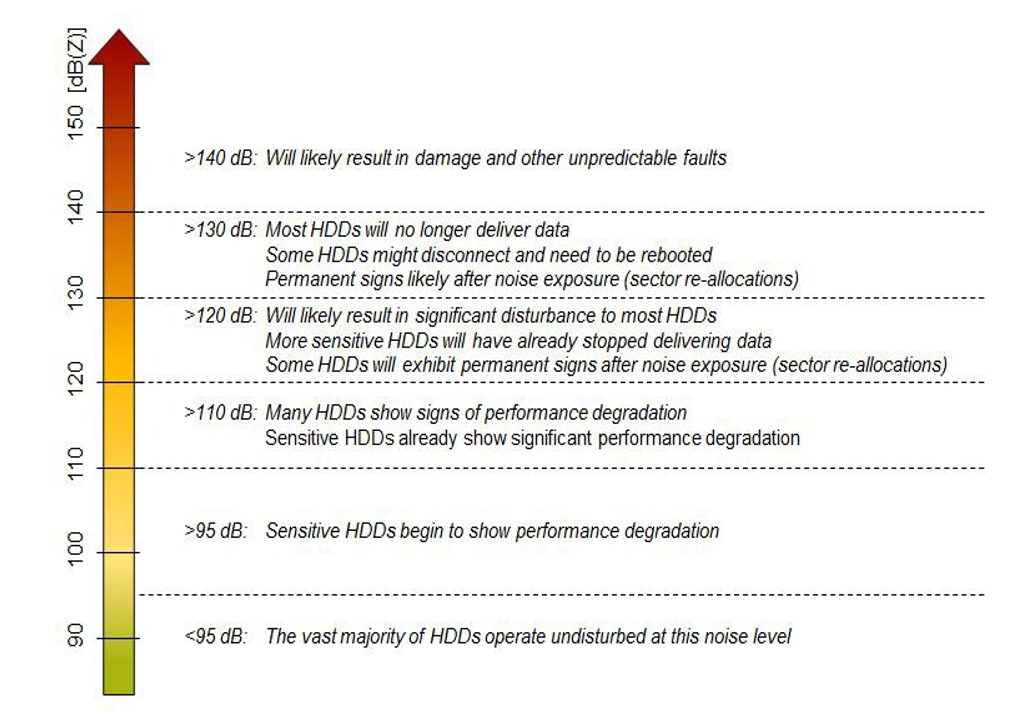 [dB(Z)]
150
>140 dB: Will likely result in damage and other unpredictable faults
140
>130 dB: Most HDDs will no longer deliver data
Some HDDs might disconnect and need to be rebooted
Permanent signs likely after noise exposure (sector re-allocations)
130
>120 dB: Will likely result in significant disturbance to most HDDs
More sensitive HDDs will have already stopped delivering data
Some HDDs will exhibit permanent signs after noise exposure (sector re-allocations)
120
>110 dB: Many HDDs show signs of performance degradation
Sensitive HDDs already show significant performance degradation
110
>95 dB: Sensitive HDDs begin to show performance degradation
100
<95 dB: The vast majority of HDDs operate undisturbed at this noise level
90